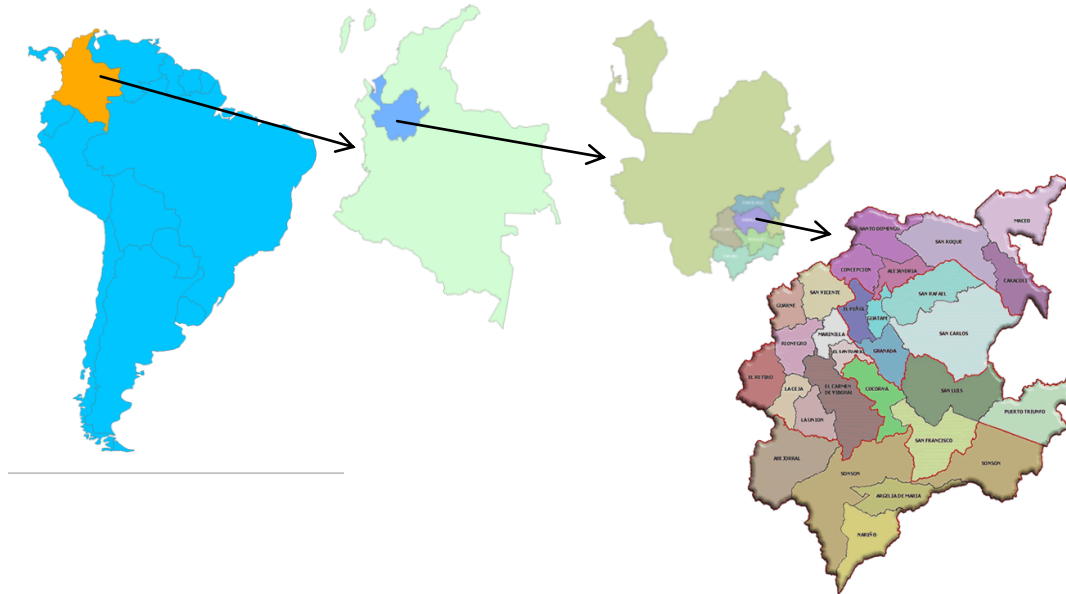 MACEO
SANTO DOMINGO
SAN ROQUE
CONCEPCION
ALEJANDRIA
CARACOLI
SAN VICENTE
SAN RAFAEL
GUARNE
EL PEÑOL
GUATAPE
SAN CARLOS
MARINILLA
RIONEGRO
EL SANTUARIO
GRANADA
EL RETIRO
LA CEJA
EL CARMEN
DE VIBORAL
COCORNA
SAN LUIS
PUERTO TRIUNFO
LA UNION
SAN FRANCISCO
ABEJORRAL
SONSON
SONSON
ARGELIA DE MARIA
NARIÑO